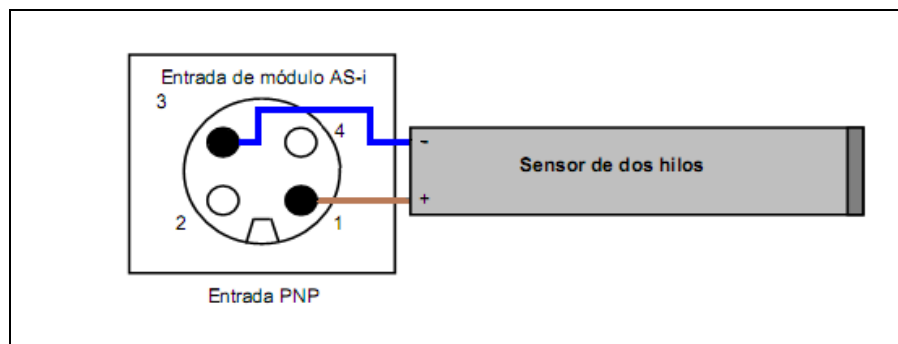 Entrada de módulo AS-i
3
4
-
Sensor de dos hilos
+
2
1
Entrada PNP